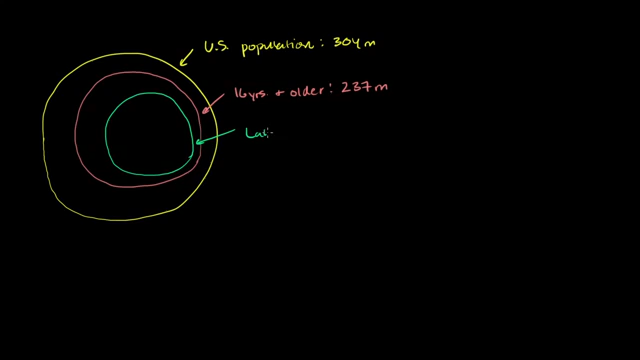 U.S. population : 304 m
16 yrs. + older : 237 m
Lab